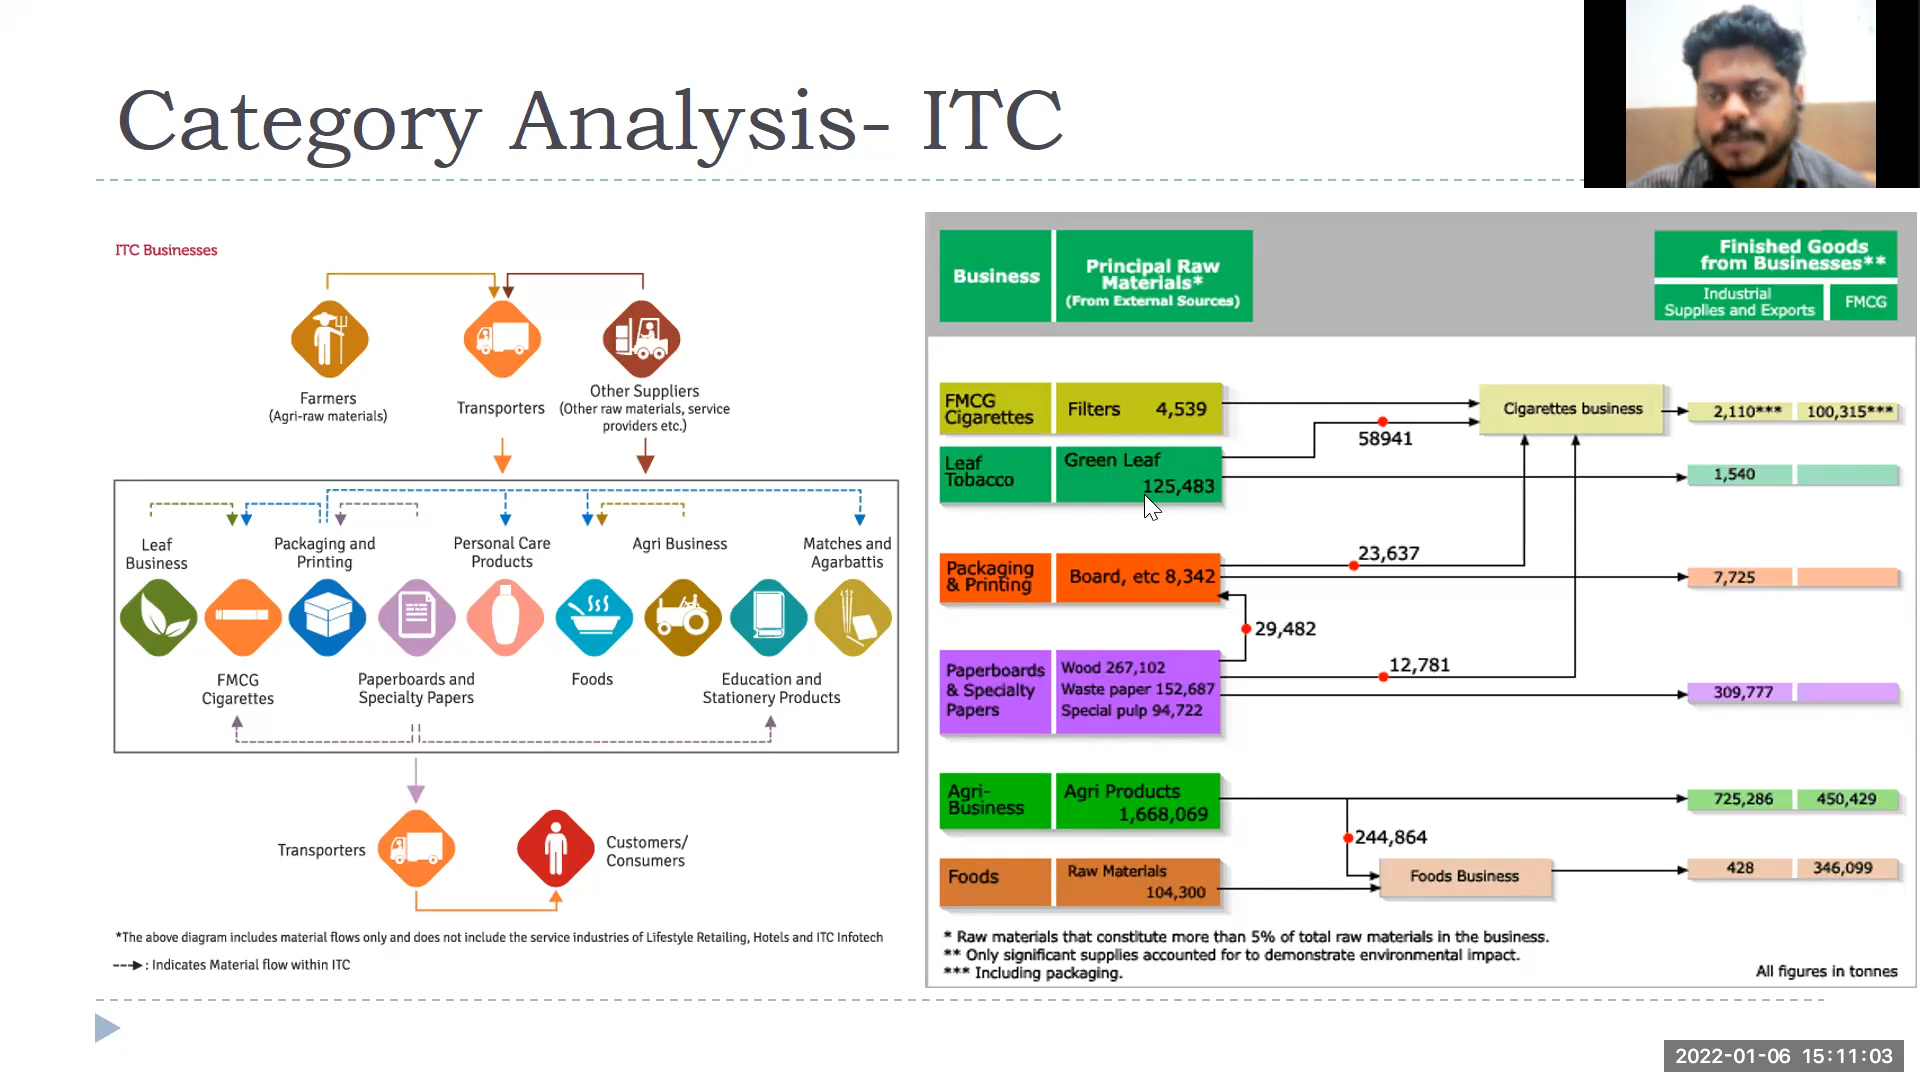 Category Analysis- ITC
ITC Businesses
Farmers
(Agri-raw materials)
Transporters
Other Suppliers
(Other raw materials, service
providers etc.)
Leaf
Business
Packaging and
Printing
Personal Care
Products
Agri Business
Matches and
Agarbattis
FMCG
Cigarettes
Paperboards and
Specialty Papers
Foods
Education and
Stationery Products
Transporters
Customers/
Consumers
*The above diagram includes material flows only and does not include the service industries of Lifestyle Retailing, Hotels and ITC Infotech
: Indicates Material flow within ITC
Business
Principal Raw
Materials*
(From External Sources)
Finished Goods
from Businesses**
Industrial
Supplies and Exports
FMCG
FMCG
Cigarettes
Filters 4,539
Cigarettes business
2,110*** 100,315***
58941
Leaf
Tobacco
Green Leaf
125,483
1,540
Packaging
& Printing
Board, etc 8,342
23,637
7,725
29,482
Paperboards
& Specialty
Papers
Wood 267,102
Waste paper 152,687
Special pulp 94,722
12,781
309,777
Agri-
Business
Agri Products
1,668,069
725,286 450,429
244,864
Foods
Raw Materials
104,300
Foods Business
428 346,099
* Raw materials that constitute more than 5% of total raw materials in the business.
** Only significant supplies accounted for to demonstrate environmental impact.
*** Including packaging.
All figures in tonnes
2022-01-06 15:11:03